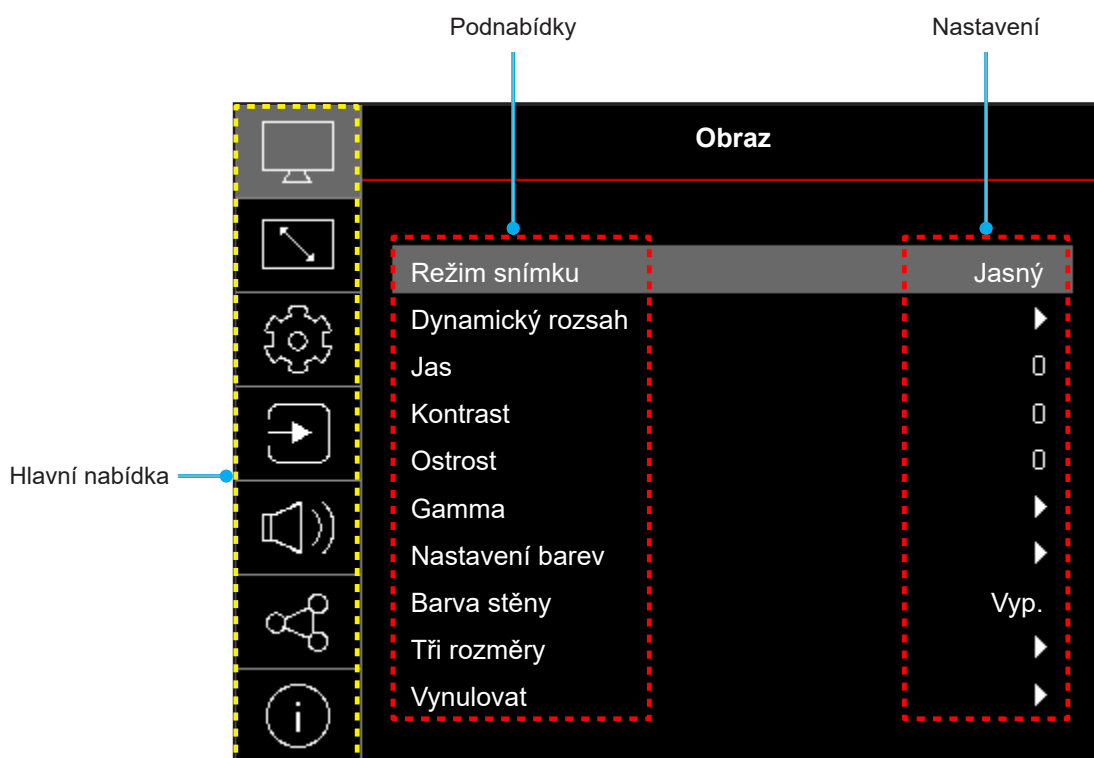 Podnabídky
Nastavení
Obraz
Režim snímku Jasný
Dynamický rozsah
Jas 0
Kontrast 0
Ostrost 0
Hlavní nabídka
Gamma
Nastavení barev
Barva stěny Vyp.
Tři rozměry
Vynulovat
i